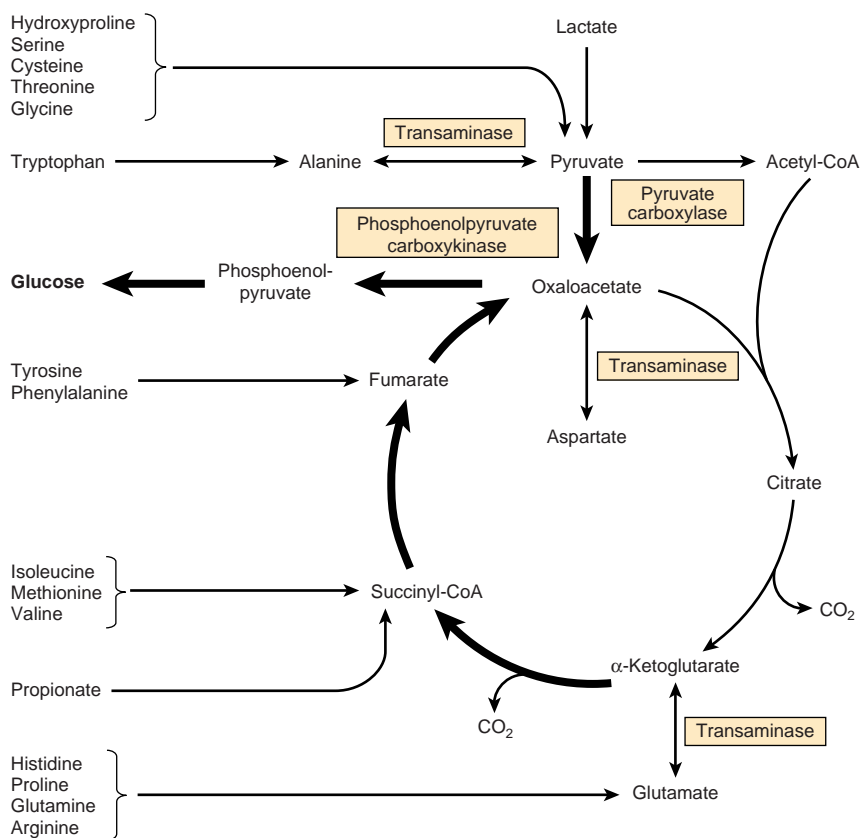 Hydroxyproline
Serine
Cysteine
Threonine
Glycine
Lactate
Transaminase
Tryptophan
Alanine
Pyruvate
Acetyl-CoA
Pyruvate
carboxylase
Phosphoenolpyruvate
carboxykinase
Glucose
Phosphoenol-
pyruvate
Oxaloacetate
Tyrosine
Phenylalanine
Fumarate
Transaminase
Aspartate
Citrate
Isoleucine
Methionine
Valine
Succinyl-CoA
CO₂
α-Ketoglutarate
Propionate
CO₂
Transaminase
Histidine
Proline
Glutamine
Arginine
Glutamate